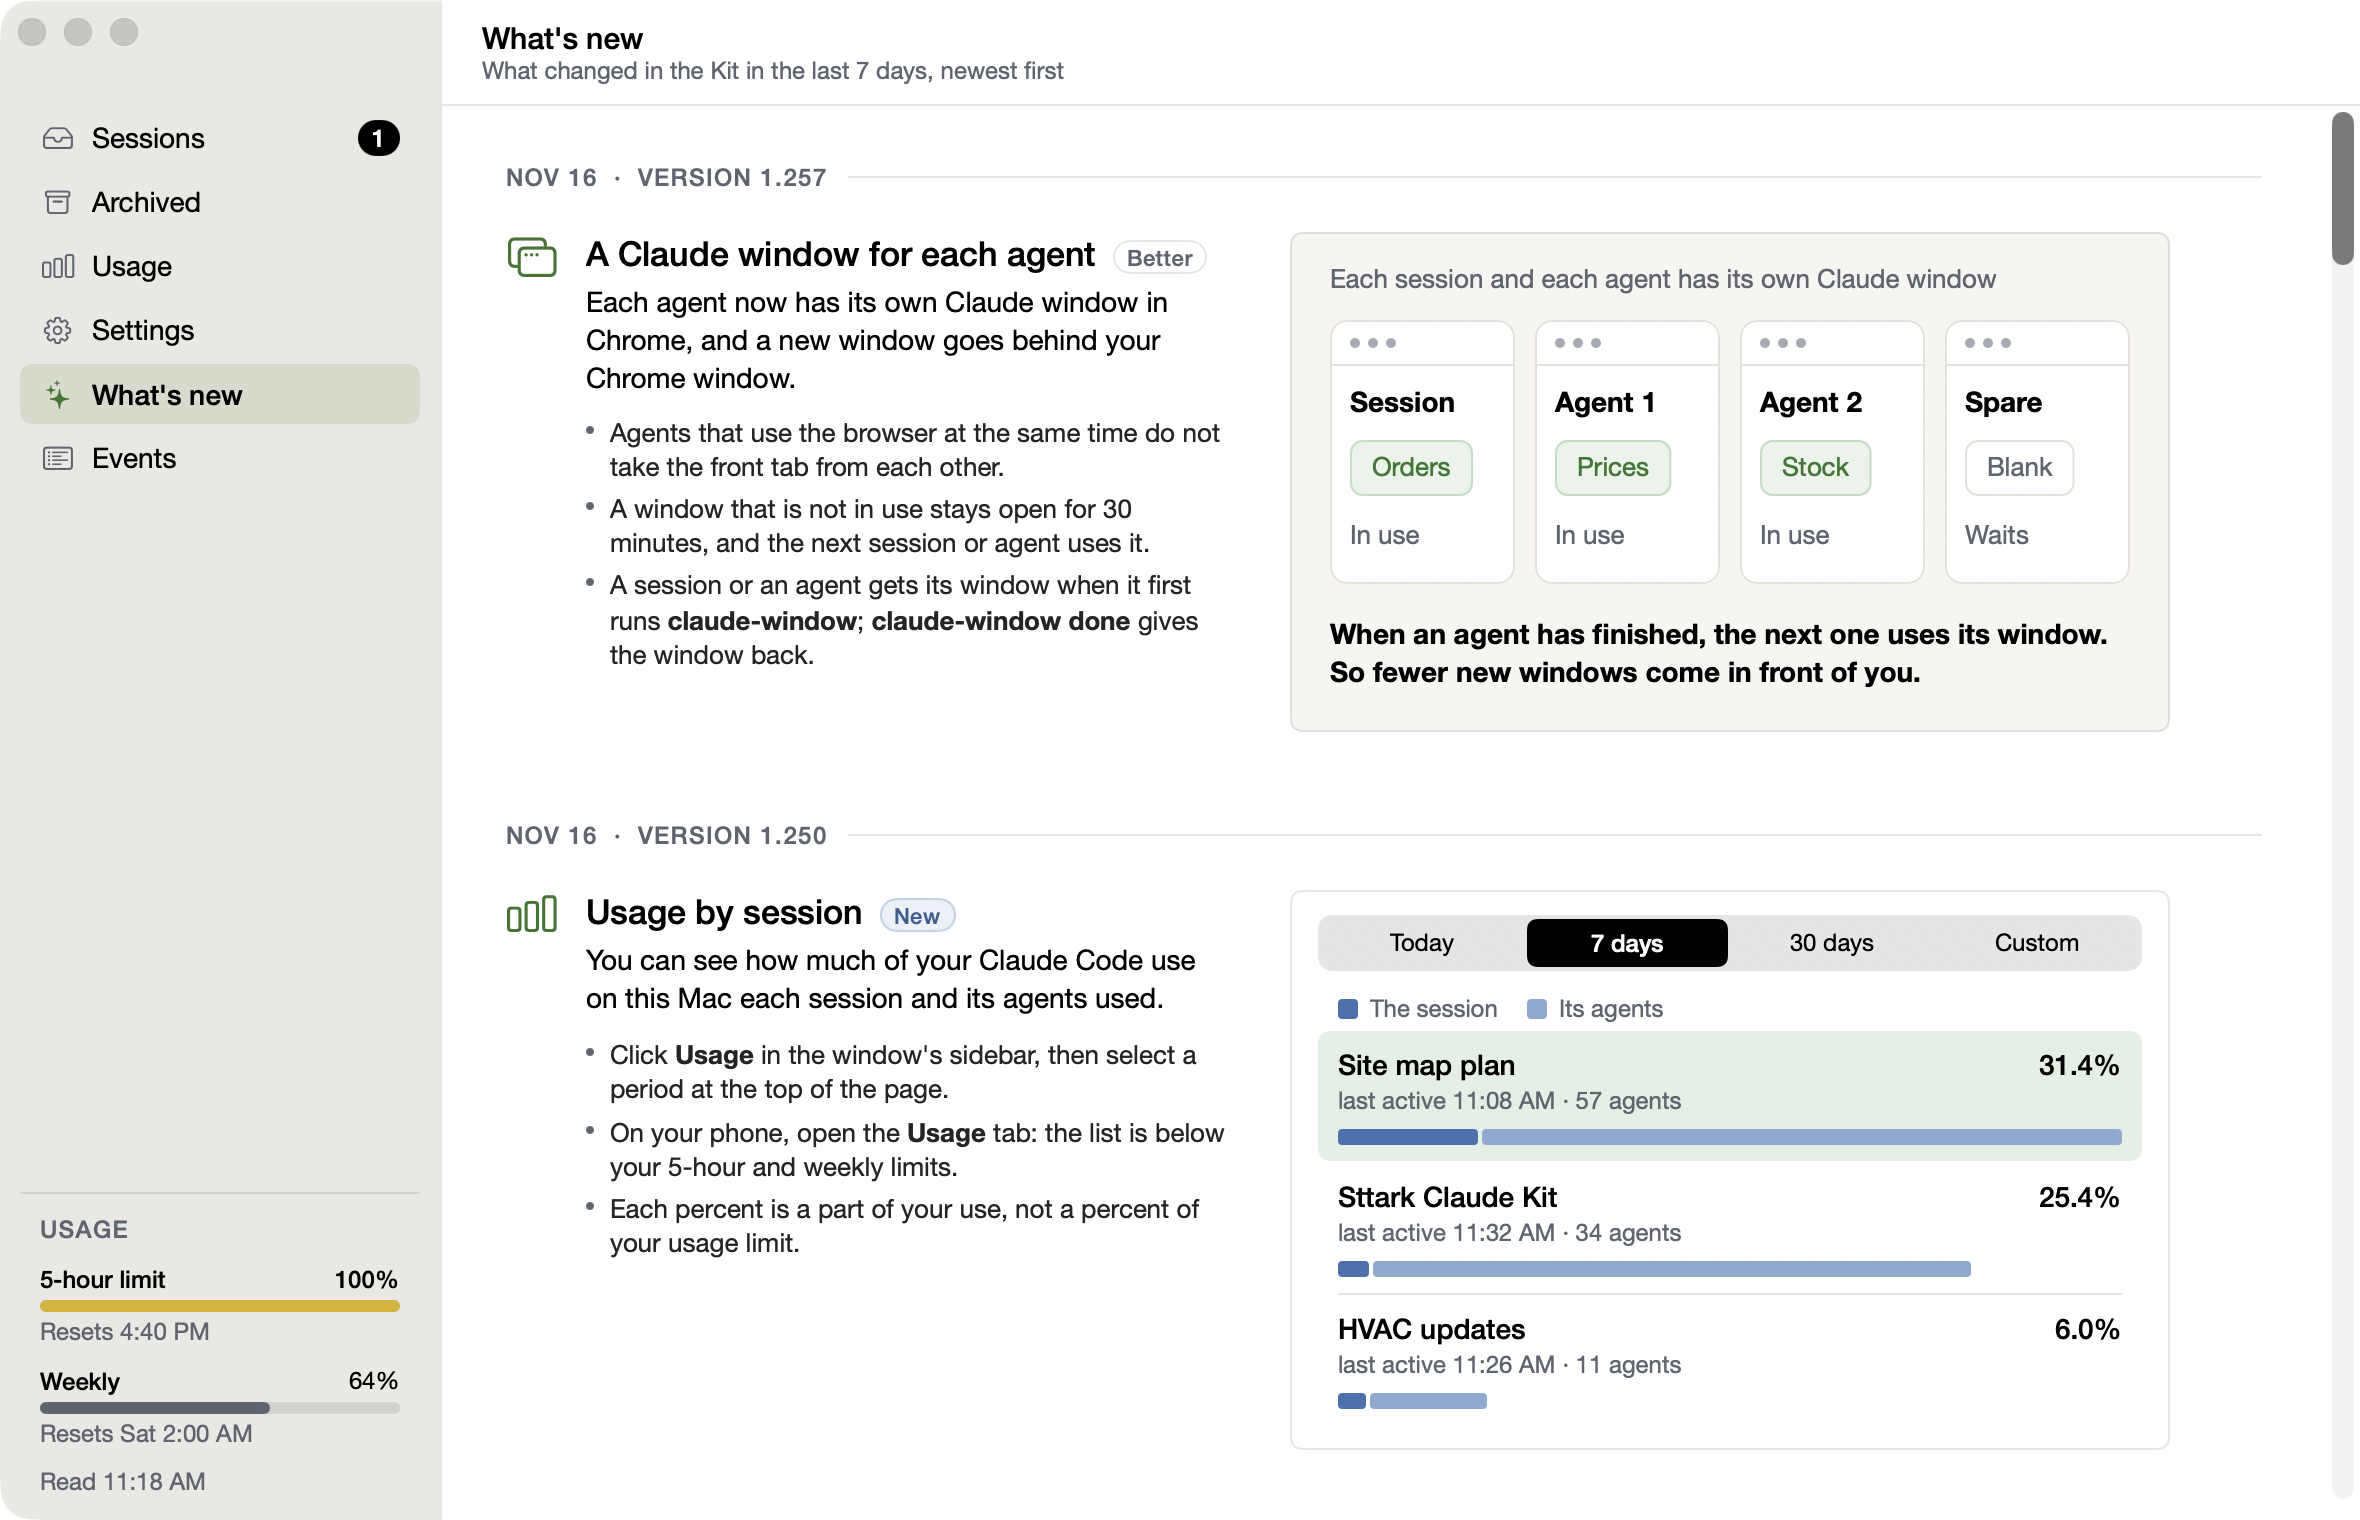 What's new
What changed in the Kit in the last 7 days, newest first
Sessions 1
Archived
Usage
Settings
What's new
Events
USAGE
5-hour limit 100%
Resets 4:40 PM
Weekly 64%
Resets Sat 2:00 AM
Read 11:18 AM
NOV 16 · VERSION 1.257
A Claude window for each agent Better
Each agent now has its own Claude window in
Chrome, and a new window goes behind your
Chrome window.
• Agents that use the browser at the same time do not
take the front tab from each other.
• A window that is not in use stays open for 30
minutes, and the next session or agent uses it.
• A session or an agent gets its window when it first
runs claude-window; claude-window done gives
the window back.
Each session and each agent has its own Claude window
Session
Orders
In use
Agent 1
Prices
In use
Agent 2
Stock
In use
Spare
Blank
Waits
When an agent has finished, the next one uses its window.
So fewer new windows come in front of you.
NOV 16 · VERSION 1.250
Usage by session New
You can see how much of your Claude Code use
on this Mac each session and its agents used.
• Click Usage in the window's sidebar, then select a
period at the top of the page.
• On your phone, open the Usage tab: the list is below
your 5-hour and weekly limits.
• Each percent is a part of your use, not a percent of
your usage limit.
Today 7 days 30 days Custom
The session Its agents
Site map plan 31.4%
last active 11:08 AM · 57 agents
Sttark Claude Kit 25.4%
last active 11:32 AM · 34 agents
HVAC updates 6.0%
last active 11:26 AM · 11 agents